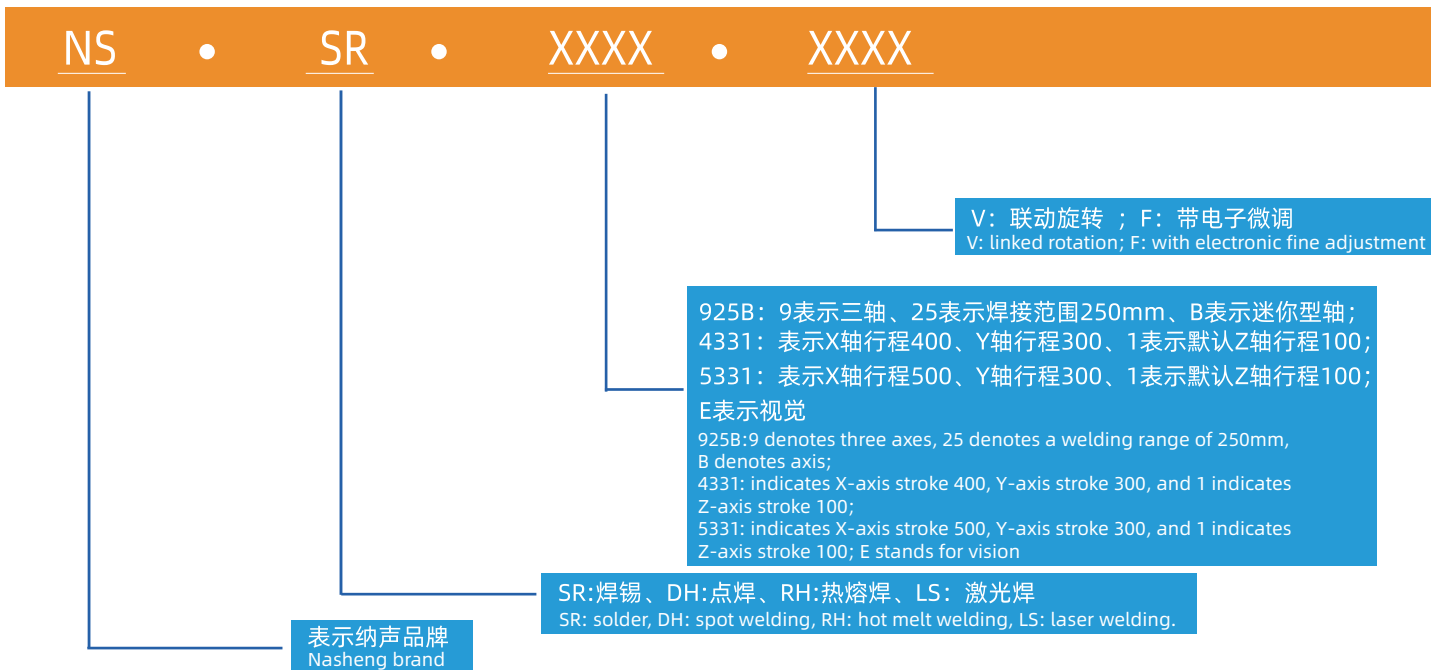 NS • SR • XXXX • XXXX
V：联动旋转 ；F：带电子微调
V: linked rotation; F: with electronic fine adjustment
925B：9表示三轴、25表示焊接范围250mm、B表示迷你型轴；
4331：表示X轴行程400、Y轴行程300、1表示默认Z轴行程100；
5331：表示X轴行程500、Y轴行程300、1表示默认Z轴行程100；
E表示视觉
925B:9 denotes three axes, 25 denotes a welding range of 250mm,
B denotes axis;
4331: indicates X-axis stroke 400, Y-axis stroke 300, and 1 indicates
Z-axis stroke 100;
5331: indicates X-axis stroke 500, Y-axis stroke 300, and 1 indicates
Z-axis stroke 100; E stands for vision
SR:焊锡、DH:点焊、RH:热熔焊、LS：激光焊
SR: solder, DH: spot welding, RH: hot melt welding, LS: laser welding.
表示纳声品牌
Nasheng brand